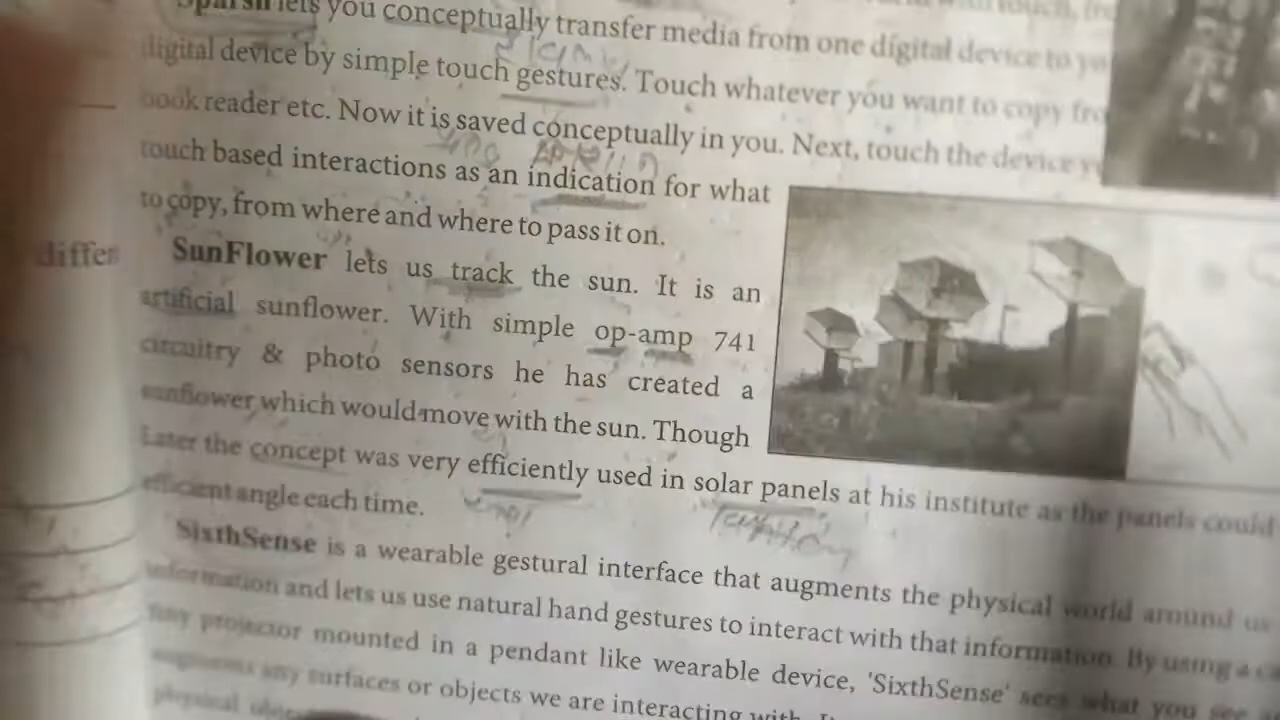 Sparsh lets you conceptually transfer media from one digital device to
digital device by simple touch gestures. Touch whatever you want to copy
book reader etc. Now it is saved conceptually in you. Next, touch the device
touch based interactions as an indication for what
to copy, from where and where to pass it on.
differ
SunFlower lets us track the sun. It is an
artificial sunflower. With simple op-amp 741
circuitry & photo sensors he has created a
sunflower which would move with the sun. Though
Later the concept was very efficiently used in solar panels at his institute as the panels could
efficient angle each time.
SixthSense is a wearable gestural interface that augments the physical world around us
information and lets us use natural hand gestures to interact with that information. By using a
tiny projector mounted in a pendant like wearable device, 'SixthSense' sees what you see
augments any surfaces or objects we are interacting with.
physical